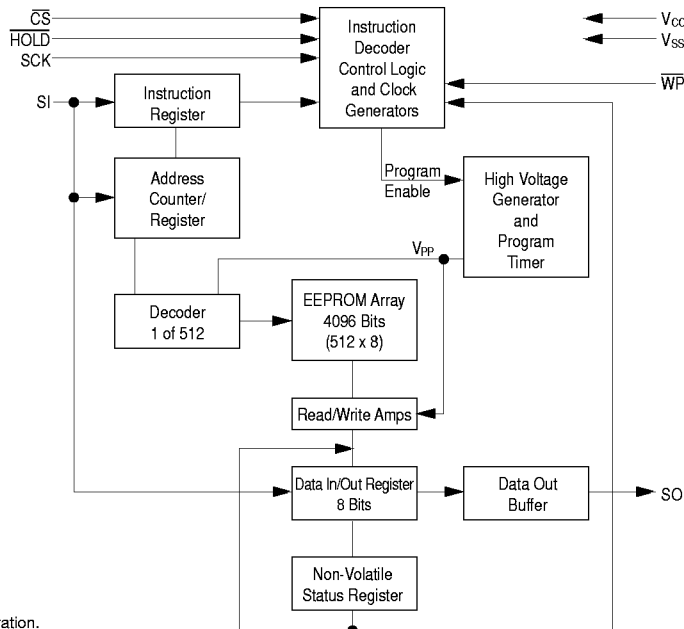 CS
HOLD
SCK
Instruction
Decoder
Control Logic
and Clock
Generators
VCC
VSS
WP
SI
Instruction
Register
Address
Counter/
Register
Program
Enable
High Voltage
Generator
and
Program
Timer
VPP
Decoder
1 of 512
EEPROM Array
4096 Bits
(512 x 8)
Read/Write Amps
Data In/Out Register
8 Bits
Data Out
Buffer
SO
Non-Volatile
Status Register